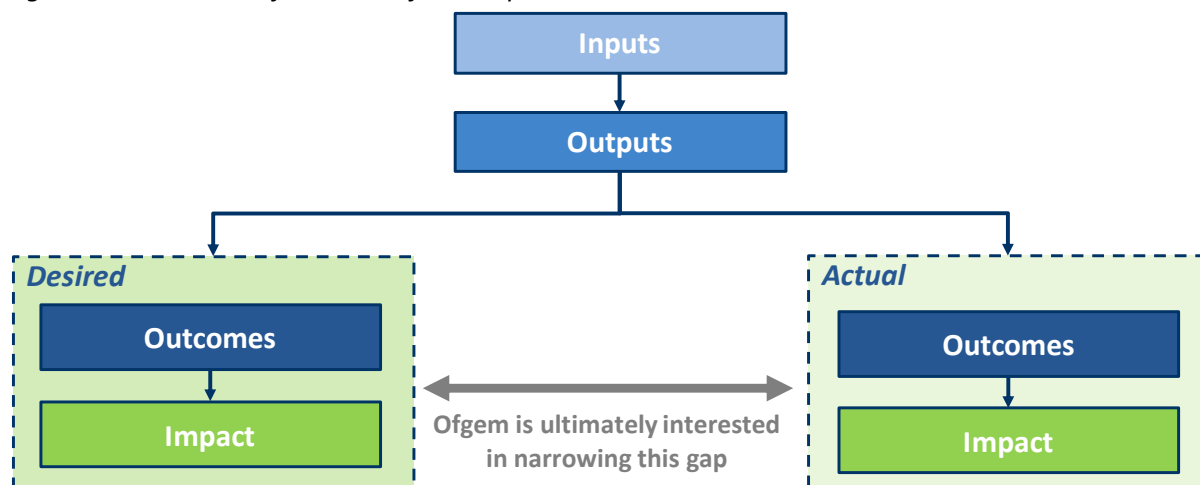 Inputs
Outputs
Desired
Actual
Outcomes
Outcomes
Impact
Impact
Ofgem is ultimately interested
in narrowing this gap